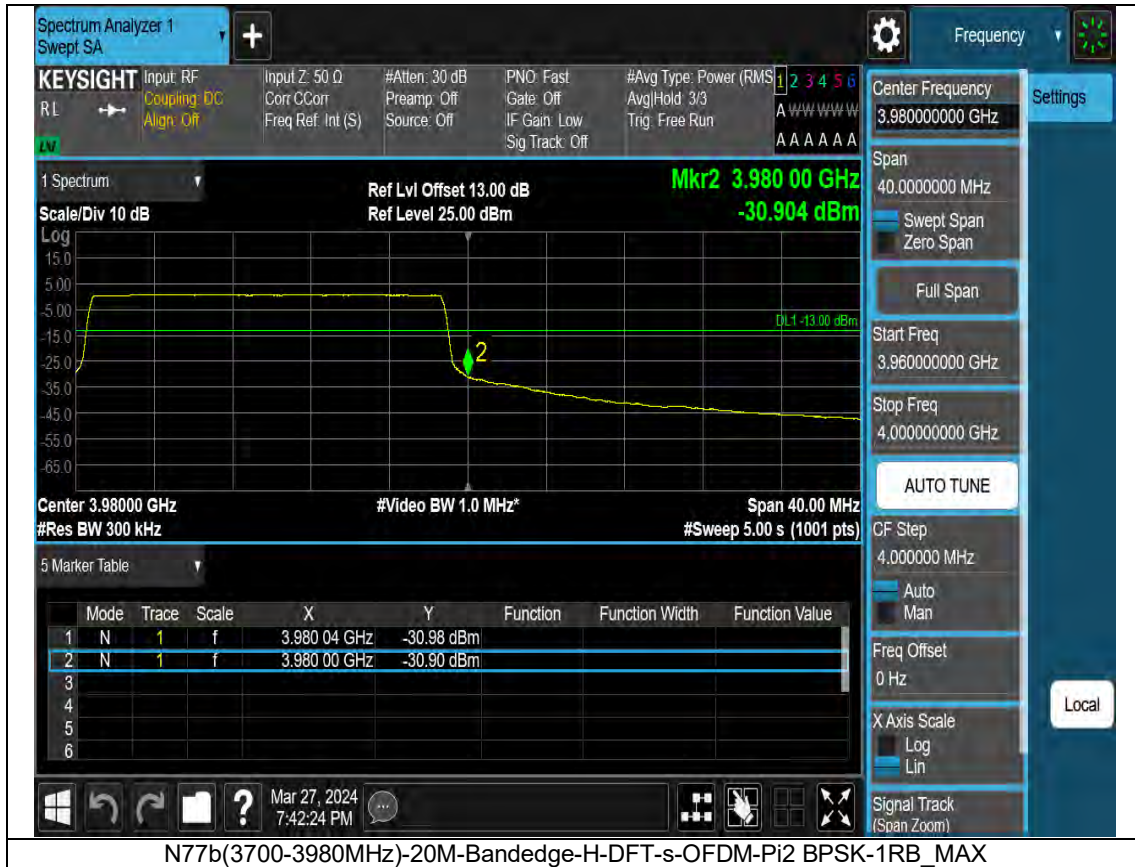 Spectrum Analyzer 1
Swept SA
Frequency
KEYSIGHT
RL
Input: RF
Coupling: DC
Align: Off
Input Z: 50 Ω
Corr CCorr
Freq Ref: Int (S)
#Atten: 30 dB
Preamp: Off
Source: Off
PNO: Fast
Gate: Off
IF Gain: Low
Sig Track: Off
#Avg Type: Power (RMS
Avg|Hold: 3/3
Trig: Free Run
1 2 3 4 5 6
A W W W W W
A A A A A A
1 Spectrum
Scale/Div 10 dB
Ref Lvl Offset 13.00 dB
Ref Level 25.00 dBm
Mkr2 3.980 00 GHz
-30.904 dBm
Log
15.0
5.00
-5.00
-15.0
-25.0
-35.0
-45.0
-55.0
-65.0
DL1 -13.00 dBm
2
Center 3.98000 GHz
#Video BW 1.0 MHz*
Span 40.00 MHz
#Res BW 300 kHz
#Sweep 5.00 s (1001 pts)
5 Marker Table
Mode Trace Scale X Y Function Function Width Function Value
1 N 1 f 3.980 04 GHz -30.98 dBm
2 N 1 f 3.980 00 GHz -30.90 dBm
3
4
5
6
Mar 27, 2024
7:42:24 PM
Center Frequency
3.980000000 GHz
Settings
Span
40.0000000 MHz
Swept Span
Zero Span
Full Span
Start Freq
3.960000000 GHz
Stop Freq
4.000000000 GHz
AUTO TUNE
CF Step
4.000000 MHz
Auto
Man
Freq Offset
0 Hz
X Axis Scale
Log
Lin
Local
Signal Track
(Span Zoom)
N77b(3700-3980MHz)-20M-Bandedge-H-DFT-s-OFDM-Pi2 BPSK-1RB_MAX